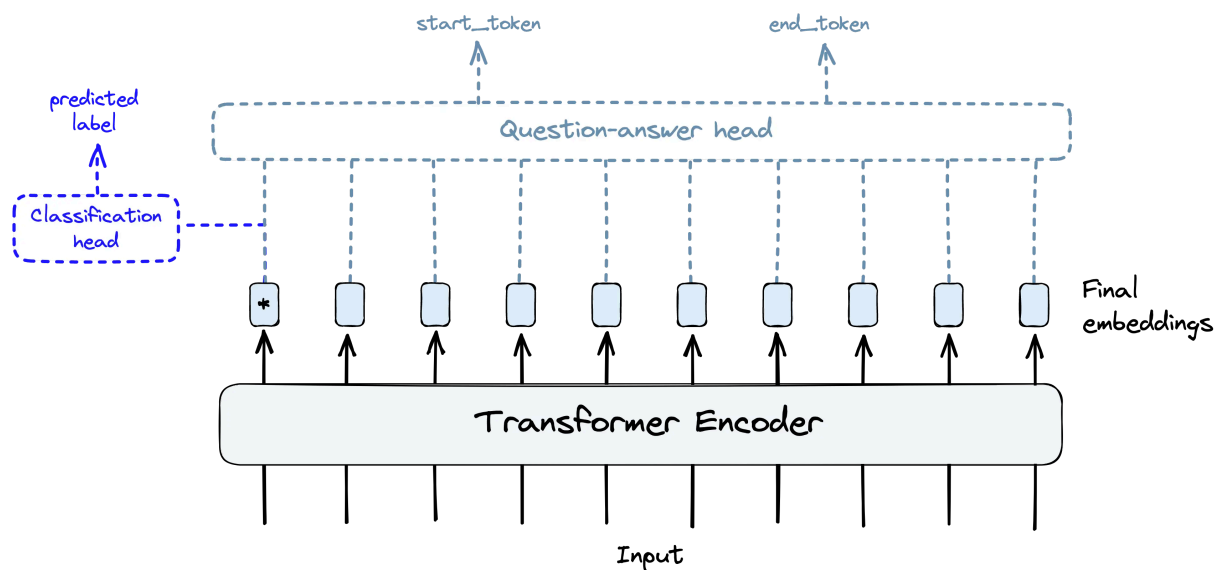 start_token
end_token
predicted
label
Question-answer head
Classification
head
*
Final
embeddings
Transformer Encoder
Input